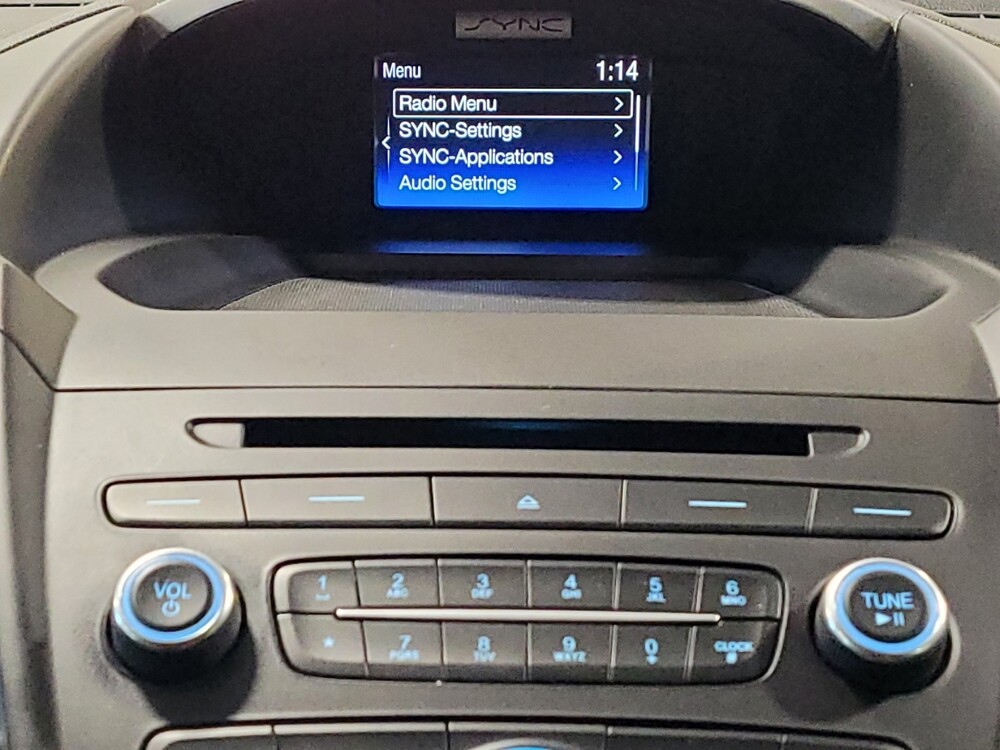 SYNC
Menu 1:14
Radio Menu
SYNC-Settings
SYNC-Applications
Audio Settings
VOL
TUNE
1 2 ABC 3 DEF 4 GHI 5 JKL 6 MNO
* 7 PQRS 8 TUV 9 WXYZ 0 + CLOCK #